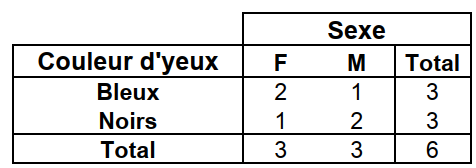 Sexe
Couleur d'yeux F M Total
Bleux 2 1 3
Noirs 1 2 3
Total 3 3 6